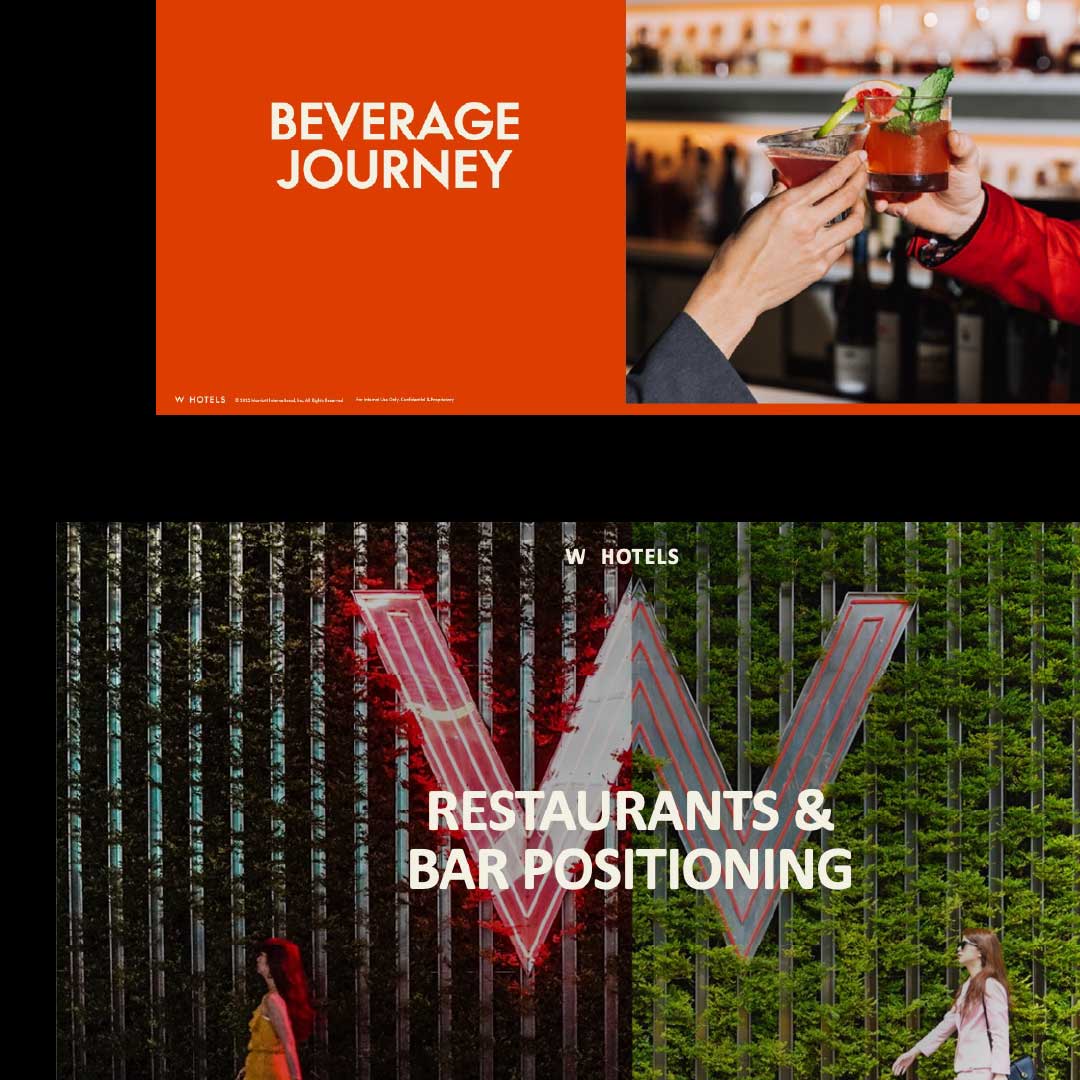 BEVERAGE
JOURNEY
W HOTELS © 2022 Marriott International, Inc. All Rights Reserved For Internal Use Only. Confidential & Proprietary
W HOTELS
RESTAURANTS &
BAR POSITIONING